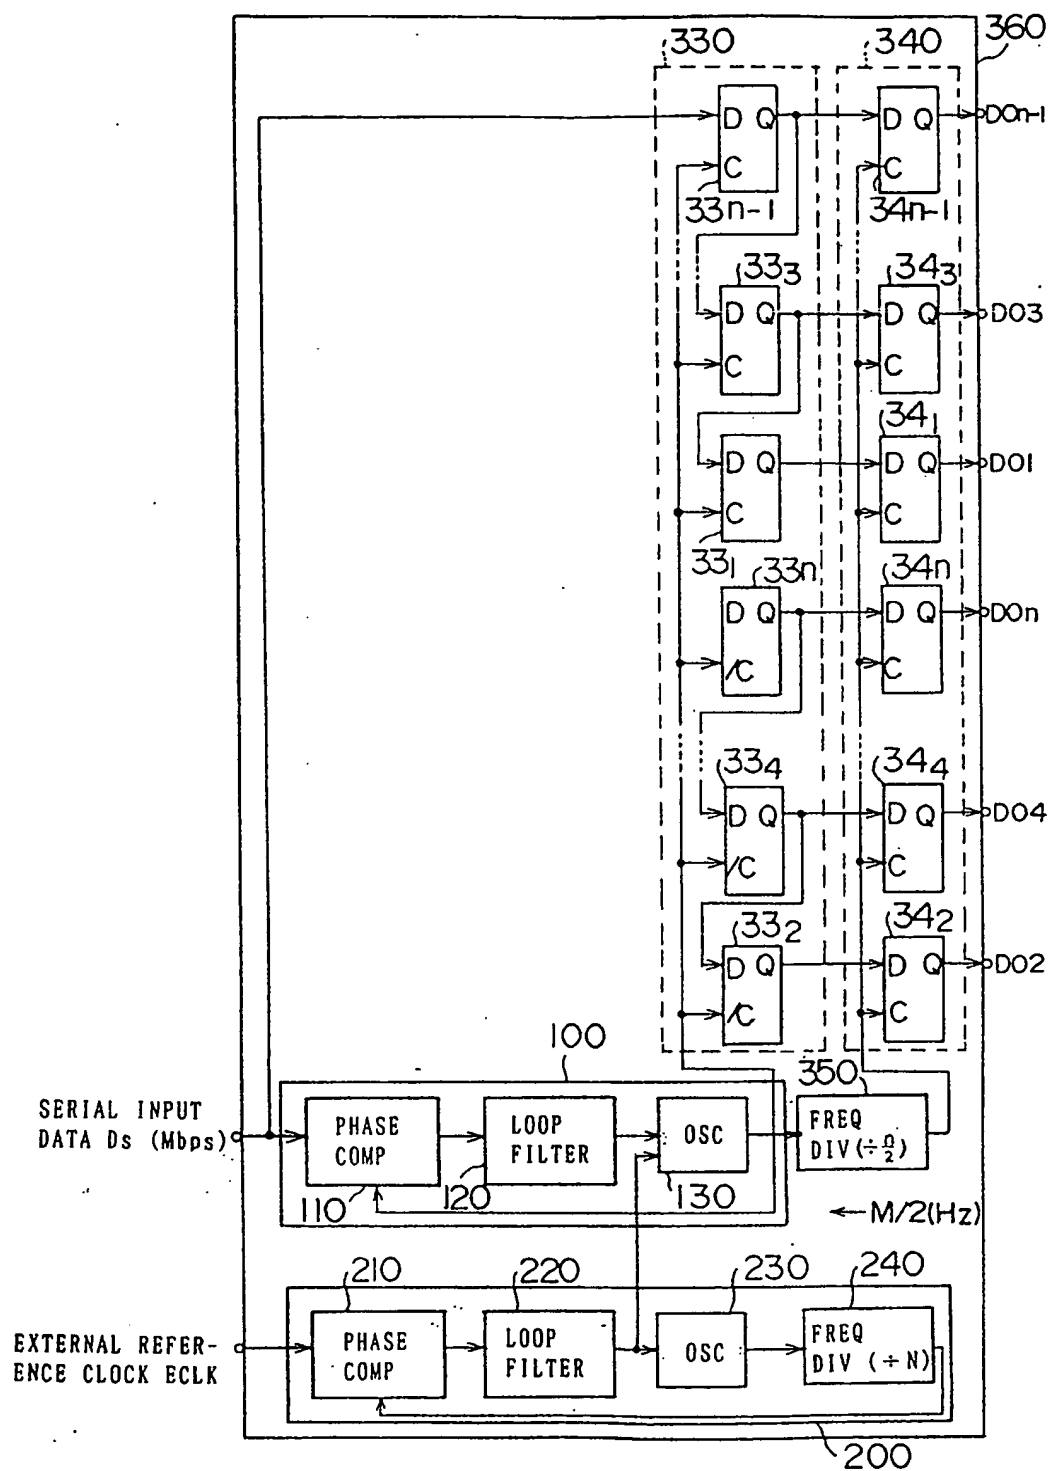 330
340
360
D Q
C
33n-1
D Q
C
34n-1
DOn-1
333
D Q
C
343
D Q
C
DO3
D Q
C
331
341
D Q
C
DO1
33n
D Q
/C
34n
D Q
C
DOn
334
D Q
/C
344
D Q
C
DO4
332
D Q
/C
342
D Q
C
DO2
100
350
SERIAL INPUT
DATA Ds (Mbps)
PHASE
COMP
110
LOOP
FILTER
120
OSC
130
FREQ
DIV (÷n/2)
← M/2(Hz)
210
220
230
240
EXTERNAL REFER-
ENCE CLOCK ECLK
PHASE
COMP
LOOP
FILTER
OSC
FREQ
DIV (÷N)
200